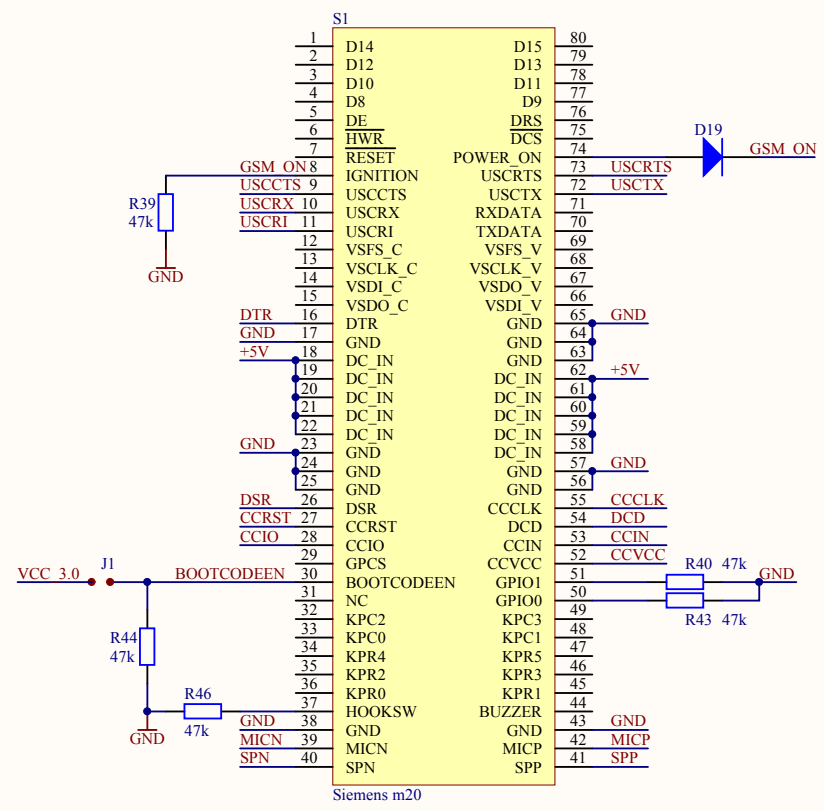 S1
1 D14 D15 80
2 D12 D13 79
3 D10 D11 78
4 D8 D9 77
5 DE DRS 76
6 HWR DCS 75
7 RESET POWER_ON 74 D19 GSM_ON
GSM_ON 8 IGNITION USCRTS 73 USCRTS
USCCTS 9 USCCTS USCTX 72 USCTX
R39 47k USCRX 10 USCRX RXDATA 71
USCRI 11 USCRI TXDATA 70
12 VSFS_C VSFS_V 69
GND 13 VSCLK_C VSCLK_V 68
14 VSDI_C VSDO_V 67
15 VSDO_C VSDI_V 66
DTR 16 DTR GND 65 GND
GND 17 GND GND 64
+5V 18 DC_IN GND 63
19 DC_IN DC_IN 62 +5V
20 DC_IN DC_IN 61
21 DC_IN DC_IN 60
22 DC_IN DC_IN 59
GND 23 GND DC_IN 58
24 GND GND 57 GND
25 GND GND 56
DSR 26 DSR CCCLK 55 CCCLK
CCRST 27 CCRST DCD 54 DCD
CCIO 28 CCIO CCIN 53 CCIN
29 GPCS CCVCC 52 CCVCC
VCC_3.0 J1 BOOTCODEEN 30 BOOTCODEEN GPIO1 51 R40 47k GND
31 NC GPIO0 50 R43 47k
32 KPC2 KPC3 49
R44 47k 33 KPC0 KPC1 48
34 KPR4 KPR5 47
35 KPR2 KPR3 46
36 KPR0 KPR1 45
GND R46 47k 37 HOOKSW BUZZER 44
GND 38 GND GND 43 GND
MICN 39 MICN MICP 42 MICP
SPN 40 SPN SPP 41 SPP
Siemens m20